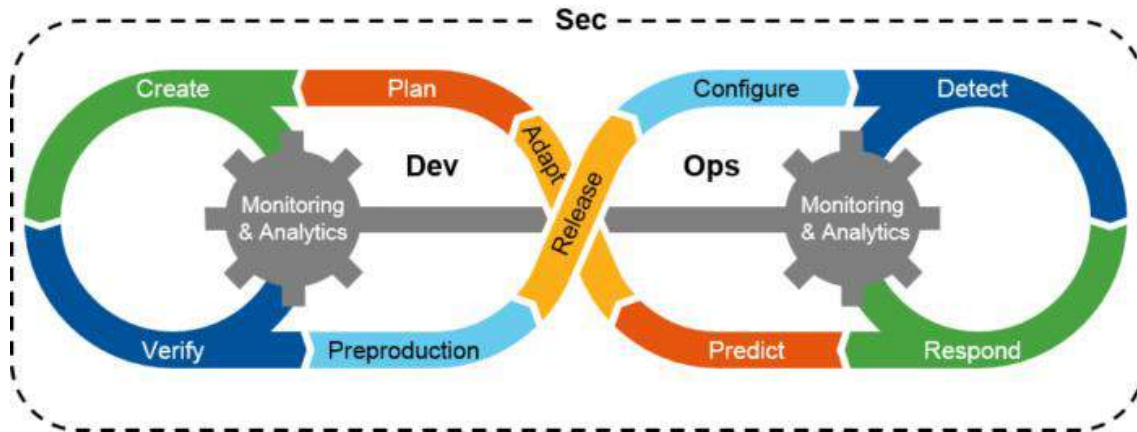 Sec
Create
Plan
Configure
Detect
Adapt
Dev
Ops
Release
Monitoring
& Analytics
Monitoring
& Analytics
Verify
Preproduction
Predict
Respond